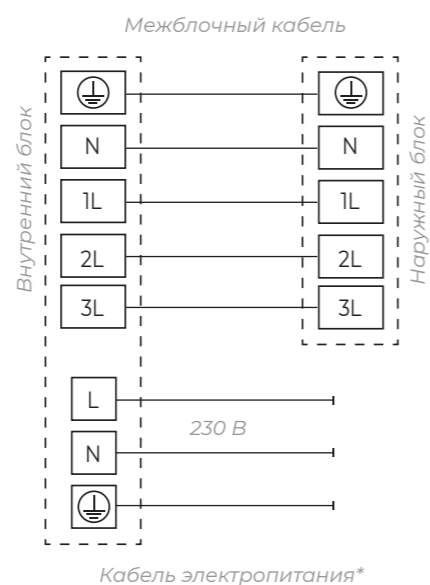 Межблочный кабель
Внутренний блок
Наружный блок
N N
1L 1L
2L 2L
3L 3L
L
230 В
N
Кабель электропитания*